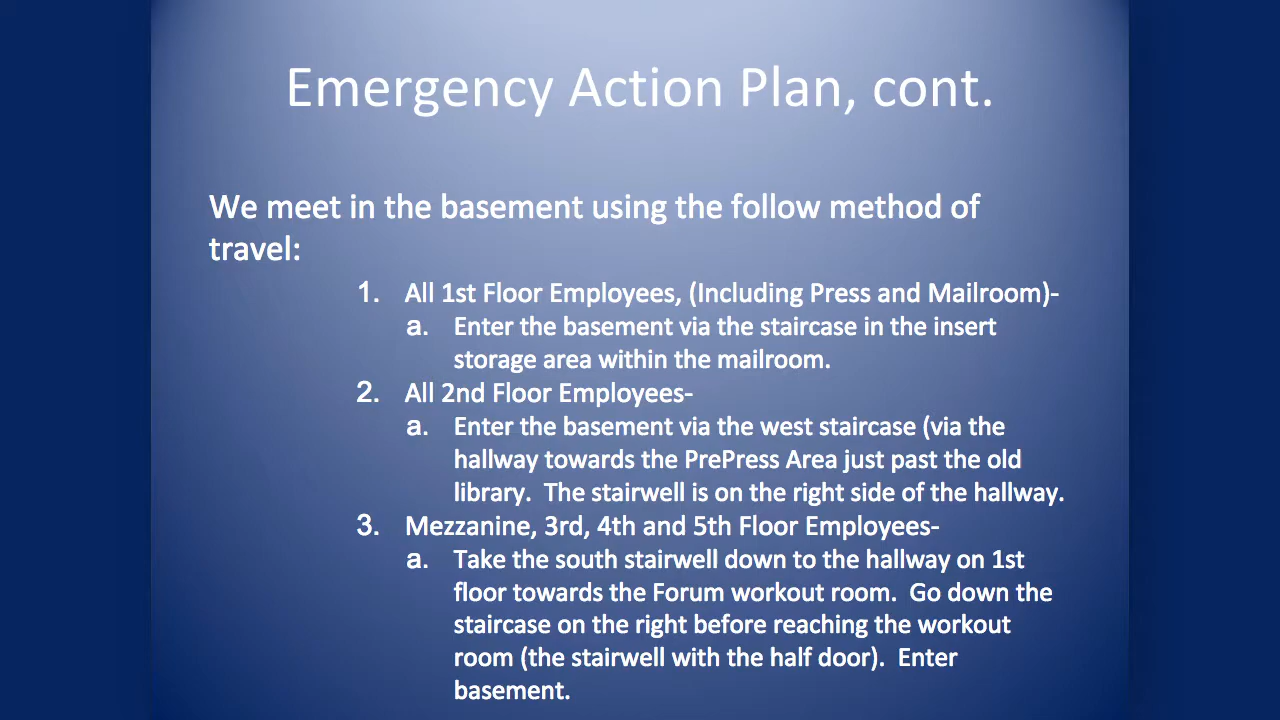 Emergency Action Plan, cont.
We meet in the basement using the follow method of
travel:
1. All 1st Floor Employees, (Including Press and Mailroom)-
a. Enter the basement via the staircase in the insert
storage area within the mailroom.
2. All 2nd Floor Employees-
a. Enter the basement via the west staircase (via the
hallway towards the PrePress Area just past the old
library. The stairwell is on the right side of the hallway.
3. Mezzanine, 3rd, 4th and 5th Floor Employees-
a. Take the south stairwell down to the hallway on 1st
floor towards the Forum workout room. Go down the
staircase on the right before reaching the workout
room (the stairwell with the half door). Enter
basement.